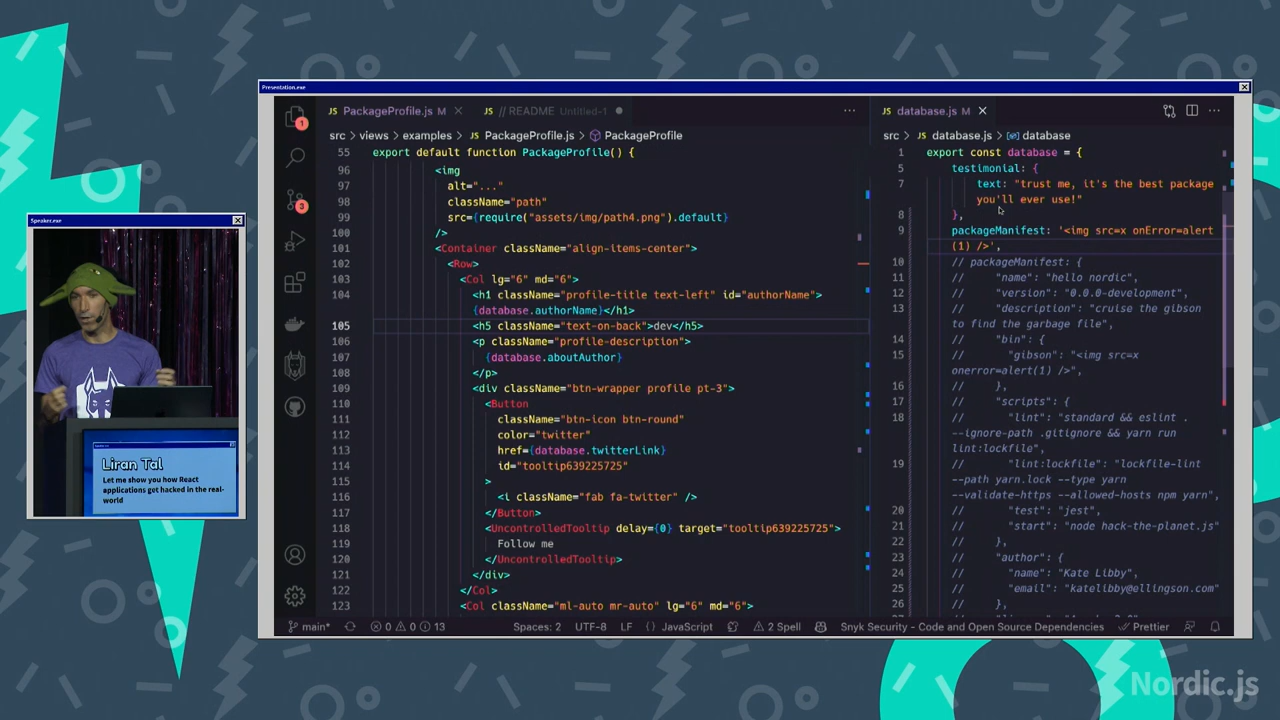 Presentation.exe
JS PackageProfile.js M
JS // README Untitled-1
src > views > examples > JS PackageProfile.js > PackageProfile
55 export default function PackageProfile() {
96 <img
97 alt="..."
98 className="path"
99 src={require("assets/img/path4.png").default}
100 />
101 <Container className="align-items-center">
102 <Row>
103 <Col lg="6" md="6">
104 <h1 className="profile-title text-left" id="authorName">
{database.authorName}</h1>
105 <h5 className="text-on-back">dev</h5>
106 <p className="profile-description">
107 {database.aboutAuthor}
108 </p>
109 <div className="btn-wrapper profile pt-3">
110 <Button
111 className="btn-icon btn-round"
112 color="twitter"
113 href={database.twitterLink}
114 id="tooltip639225725"
115 >
116 <i className="fab fa-twitter" />
117 </Button>
118 <UncontrolledTooltip delay={0} target="tooltip639225725">
119 Follow me
120 </UncontrolledTooltip>
121 </div>
122 </Col>
123 <Col className="ml-auto mr-auto" lg="6" md="6">
JS database.js M
src > JS database.js > database
1 export const database = {
5 testimonial: {
7 text: "trust me, it's the best package
you'll ever use!"
8 },
9 packageManifest: '<img src=x onError=alert
(1) />',
10 // packageManifest: {
11 // "name": "hello nordic",
12 // "version": "0.0.0-development",
13 // "description": "cruise the gibson
to find the garbage file",
14 // "bin": {
15 // "gibson": "<img src=x
onerror=alert(1) />",
16 // },
17 // "scripts": {
18 // "lint": "standard && eslint .
--ignore-path .gitignore && yarn run
lint:lockfile",
19 // "lint:lockfile": "lockfile-lint
--path yarn.lock --type yarn
--validate-https --allowed-hosts npm yarn",
20 // "test": "jest",
21 // "start": "node hack-the-planet.js"
22 // },
23 // "author": {
24 // "name": "Kate Libby",
25 // "email": "katelibby@ellingson.com"
26 // },
1
3
main*
0 0 13
Spaces: 2
UTF-8
LF
{} JavaScript
2 Spell
Snyk Security - Code and Open Source Dependencies
Prettier
Speaker.exe
Liran Tal
Let me show you how React
applications get hacked in the real-
world
Nordic.js